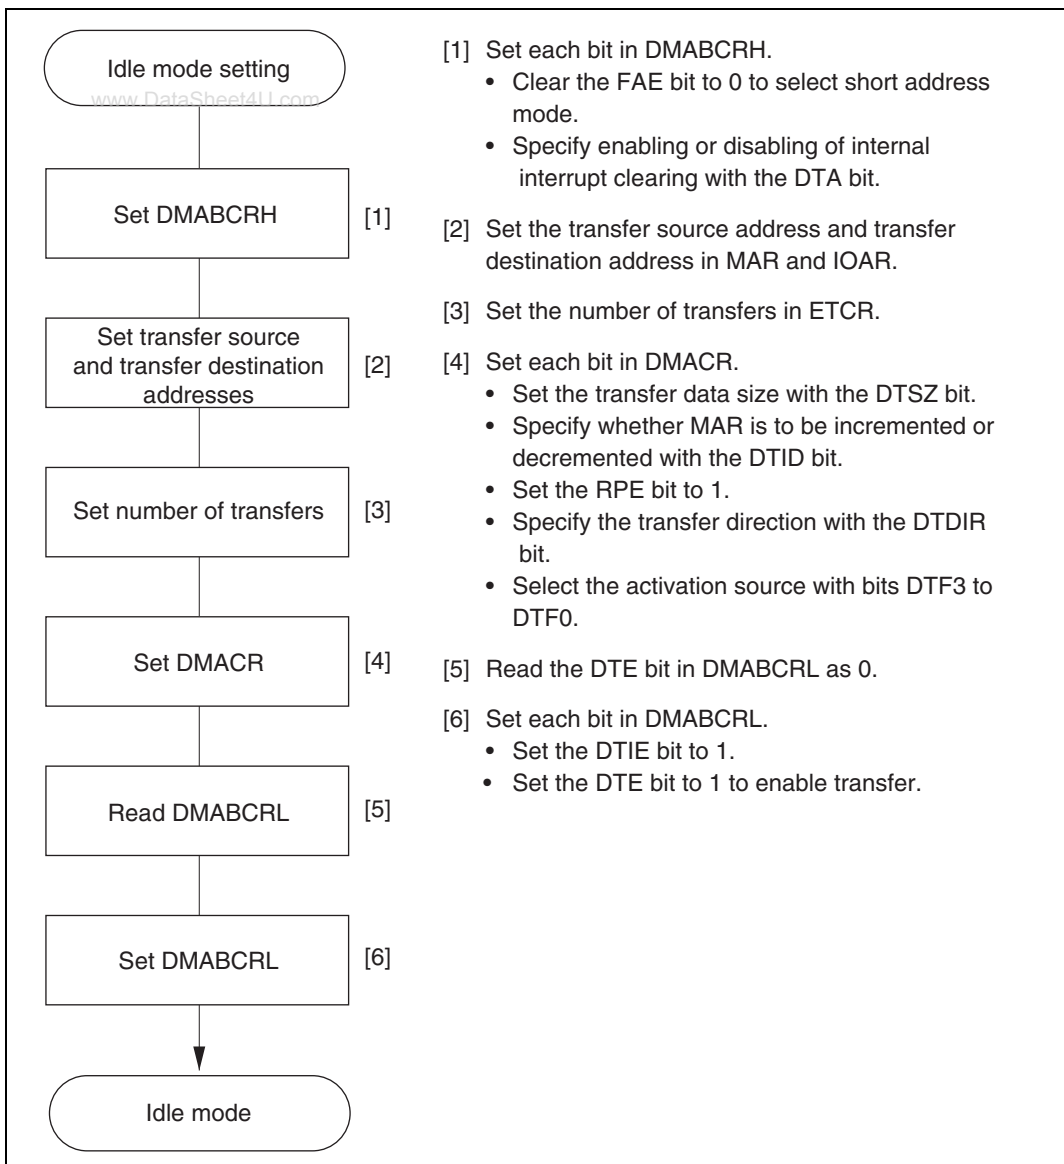 Idle mode setting
www.DataSheet4U.com
Set DMABCRH
[1]
Set transfer source
and transfer destination
addresses
[2]
Set number of transfers
[3]
Set DMACR
[4]
Read DMABCRL
[5]
Set DMABCRL
[6]
Idle mode
[1] Set each bit in DMABCRH.
• Clear the FAE bit to 0 to select short address
mode.
• Specify enabling or disabling of internal
interrupt clearing with the DTA bit.
[2] Set the transfer source address and transfer
destination address in MAR and IOAR.
[3] Set the number of transfers in ETCR.
[4] Set each bit in DMACR.
• Set the transfer data size with the DTSZ bit.
• Specify whether MAR is to be incremented or
decremented with the DTID bit.
• Set the RPE bit to 1.
• Specify the transfer direction with the DTDIR
bit.
• Select the activation source with bits DTF3 to
DTF0.
[5] Read the DTE bit in DMABCRL as 0.
[6] Set each bit in DMABCRL.
• Set the DTIE bit to 1.
• Set the DTE bit to 1 to enable transfer.